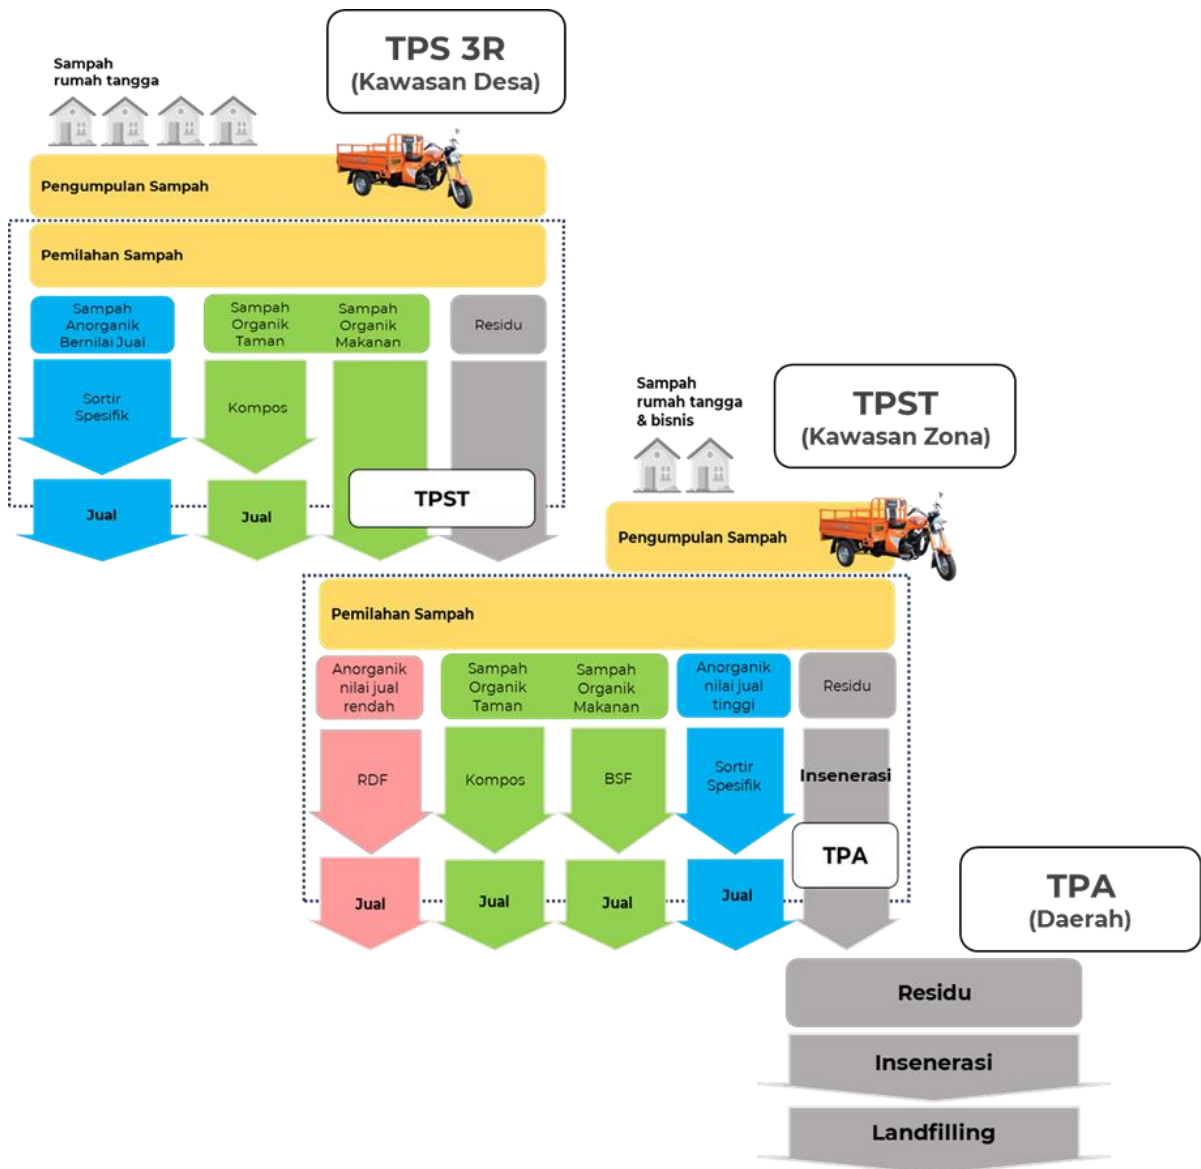 TPS 3R
(Kawasan Desa)
Sampah
rumah tangga
Pengumpulan Sampah
Pemilahan Sampah
Sampah
Anorganik
Bernilai Jual
Sampah
Organik
Taman
Sampah
Organik
Makanan
Residu
Sortir
Spesifik
Kompos
Jual
Jual
TPST
TPST
(Kawasan Zona)
Sampah
rumah tangga
& bisnis
Pengumpulan Sampah
Pemilahan Sampah
Anorganik
nilai jual
rendah
Sampah
Organik
Taman
Sampah
Organik
Makanan
Anorganik
nilai jual
tinggi
Residu
RDF
Kompos
BSF
Sortir
Spesifik
Insenerasi
TPA
Jual
Jual
Jual
Jual
TPA
(Daerah)
Residu
Insenerasi
Landfilling